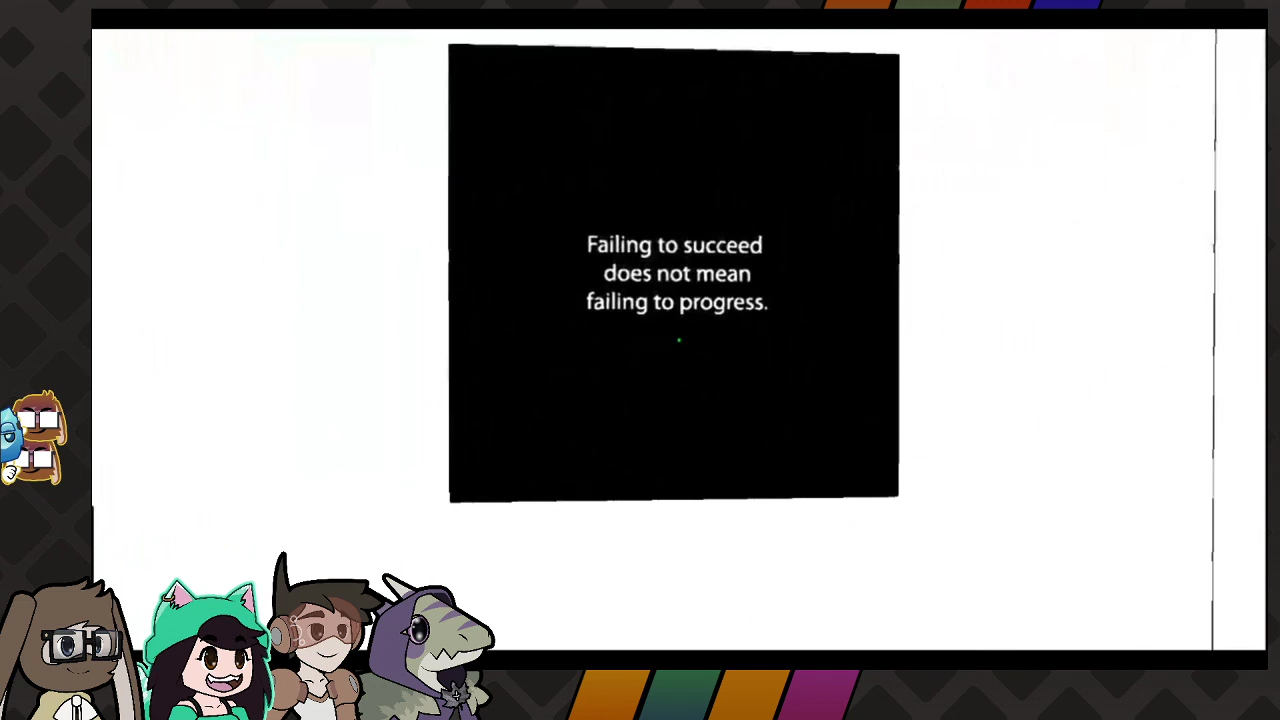 Failing to succeed
does not mean
failing to progress.